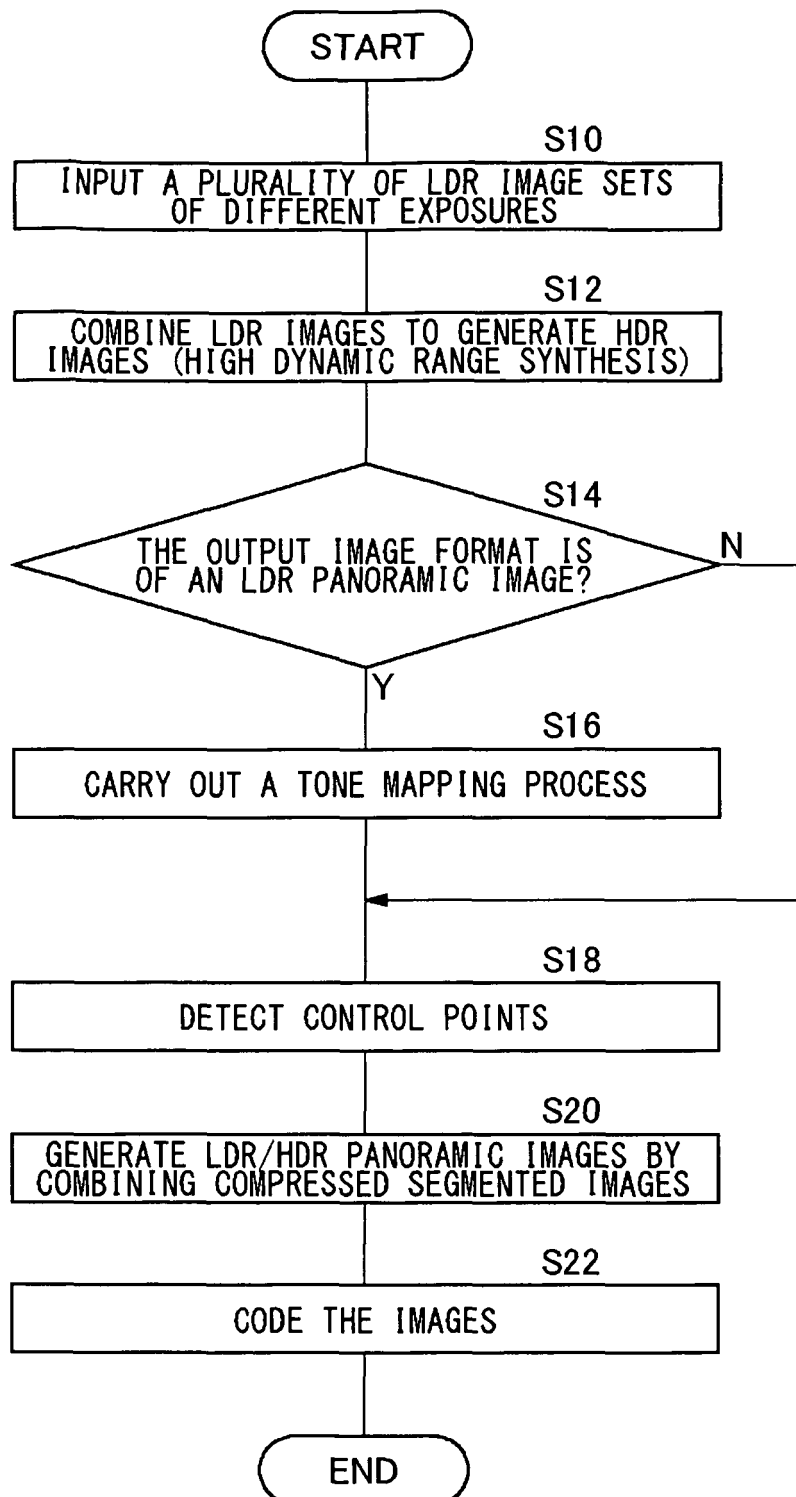 START
S10
INPUT A PLURALITY OF LDR IMAGE SETS
OF DIFFERENT EXPOSURES
S12
COMBINE LDR IMAGES TO GENERATE HDR
IMAGES (HIGH DYNAMIC RANGE SYNTHESIS)
S14
THE OUTPUT IMAGE FORMAT IS
OF AN LDR PANORAMIC IMAGE?
N
Y
S16
CARRY OUT A TONE MAPPING PROCESS
S18
DETECT CONTROL POINTS
S20
GENERATE LDR/HDR PANORAMIC IMAGES BY
COMBINING COMPRESSED SEGMENTED IMAGES
S22
CODE THE IMAGES
END